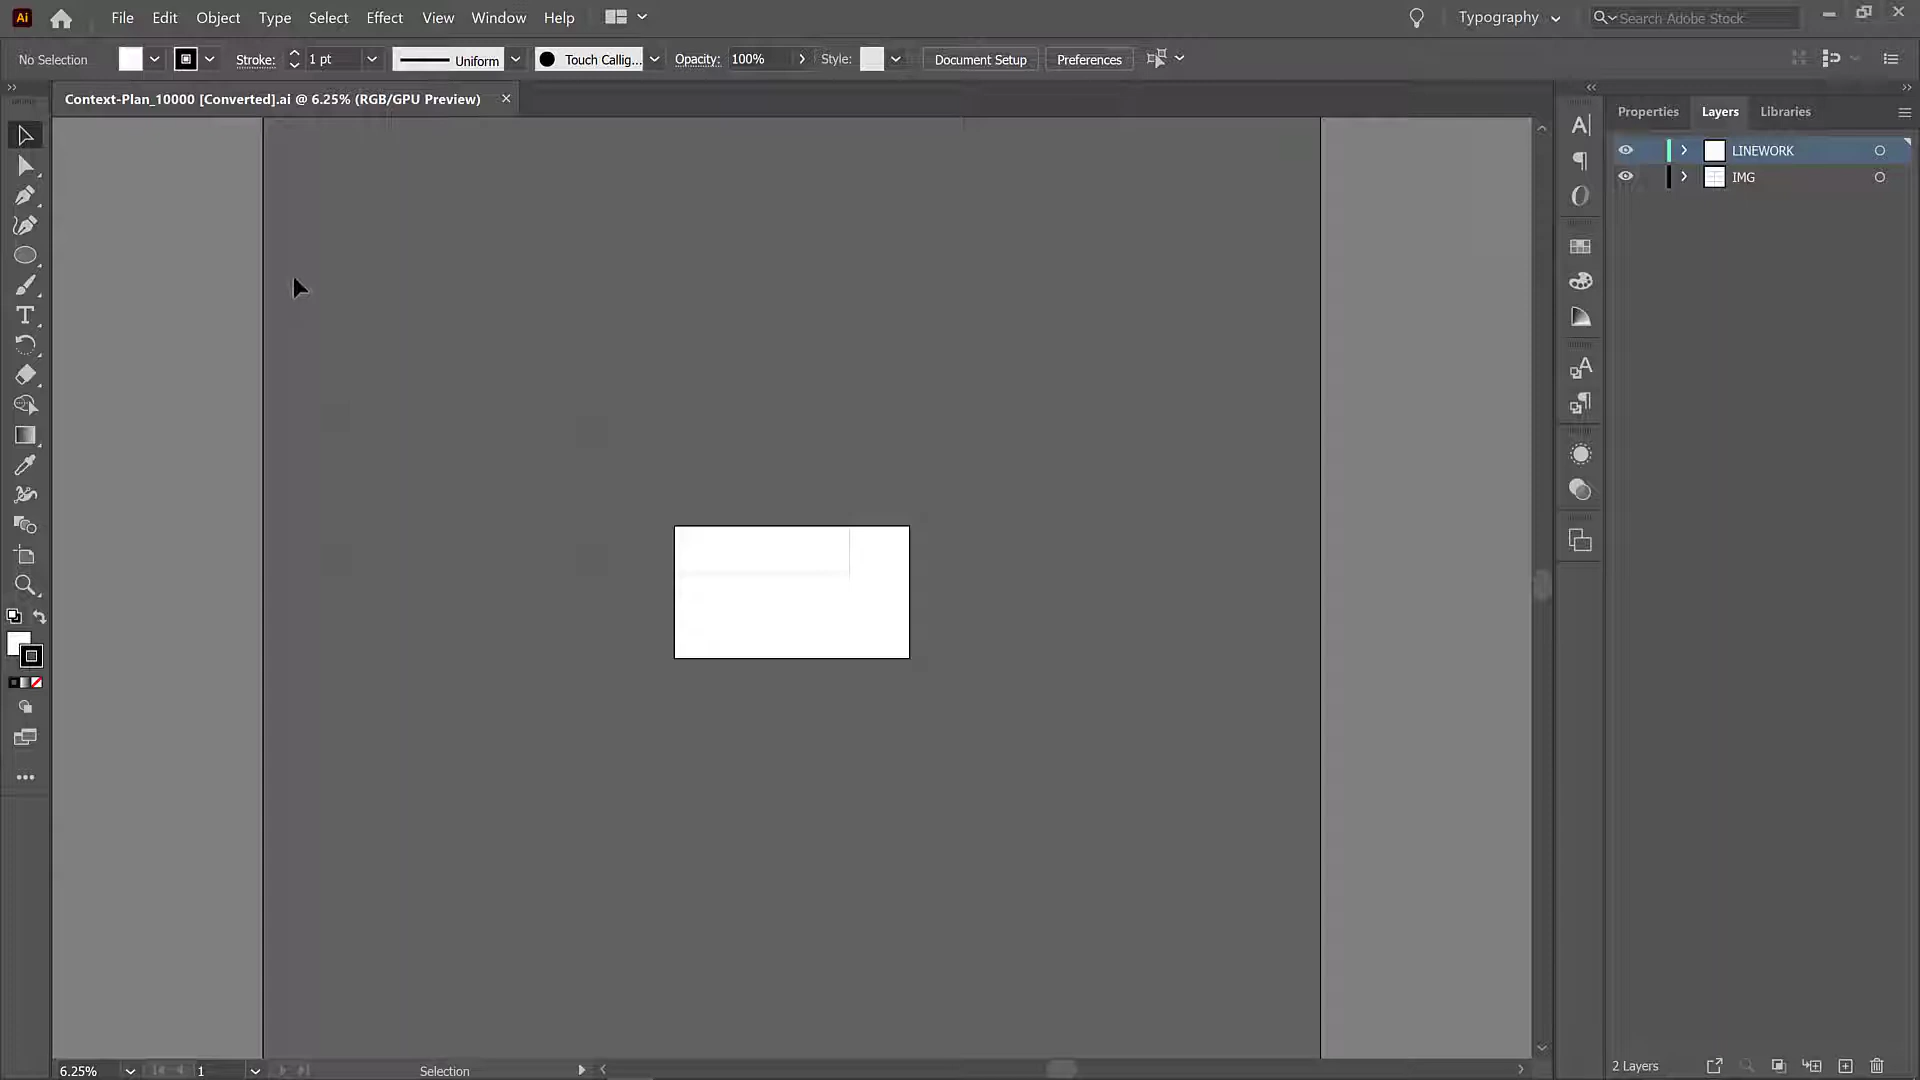 Ai File Edit Object Type Select Effect View Window Help Typography Search Adobe Stock
No Selection Stroke: 1 pt Uniform Touch Callig... Opacity: 100% Style: Document Setup Preferences
Context-Plan_10000 [Converted].ai @ 6.25% (RGB/GPU Preview)
Properties Layers Libraries
LINEWORK
IMG
6.25% 1 Selection
2 Layers